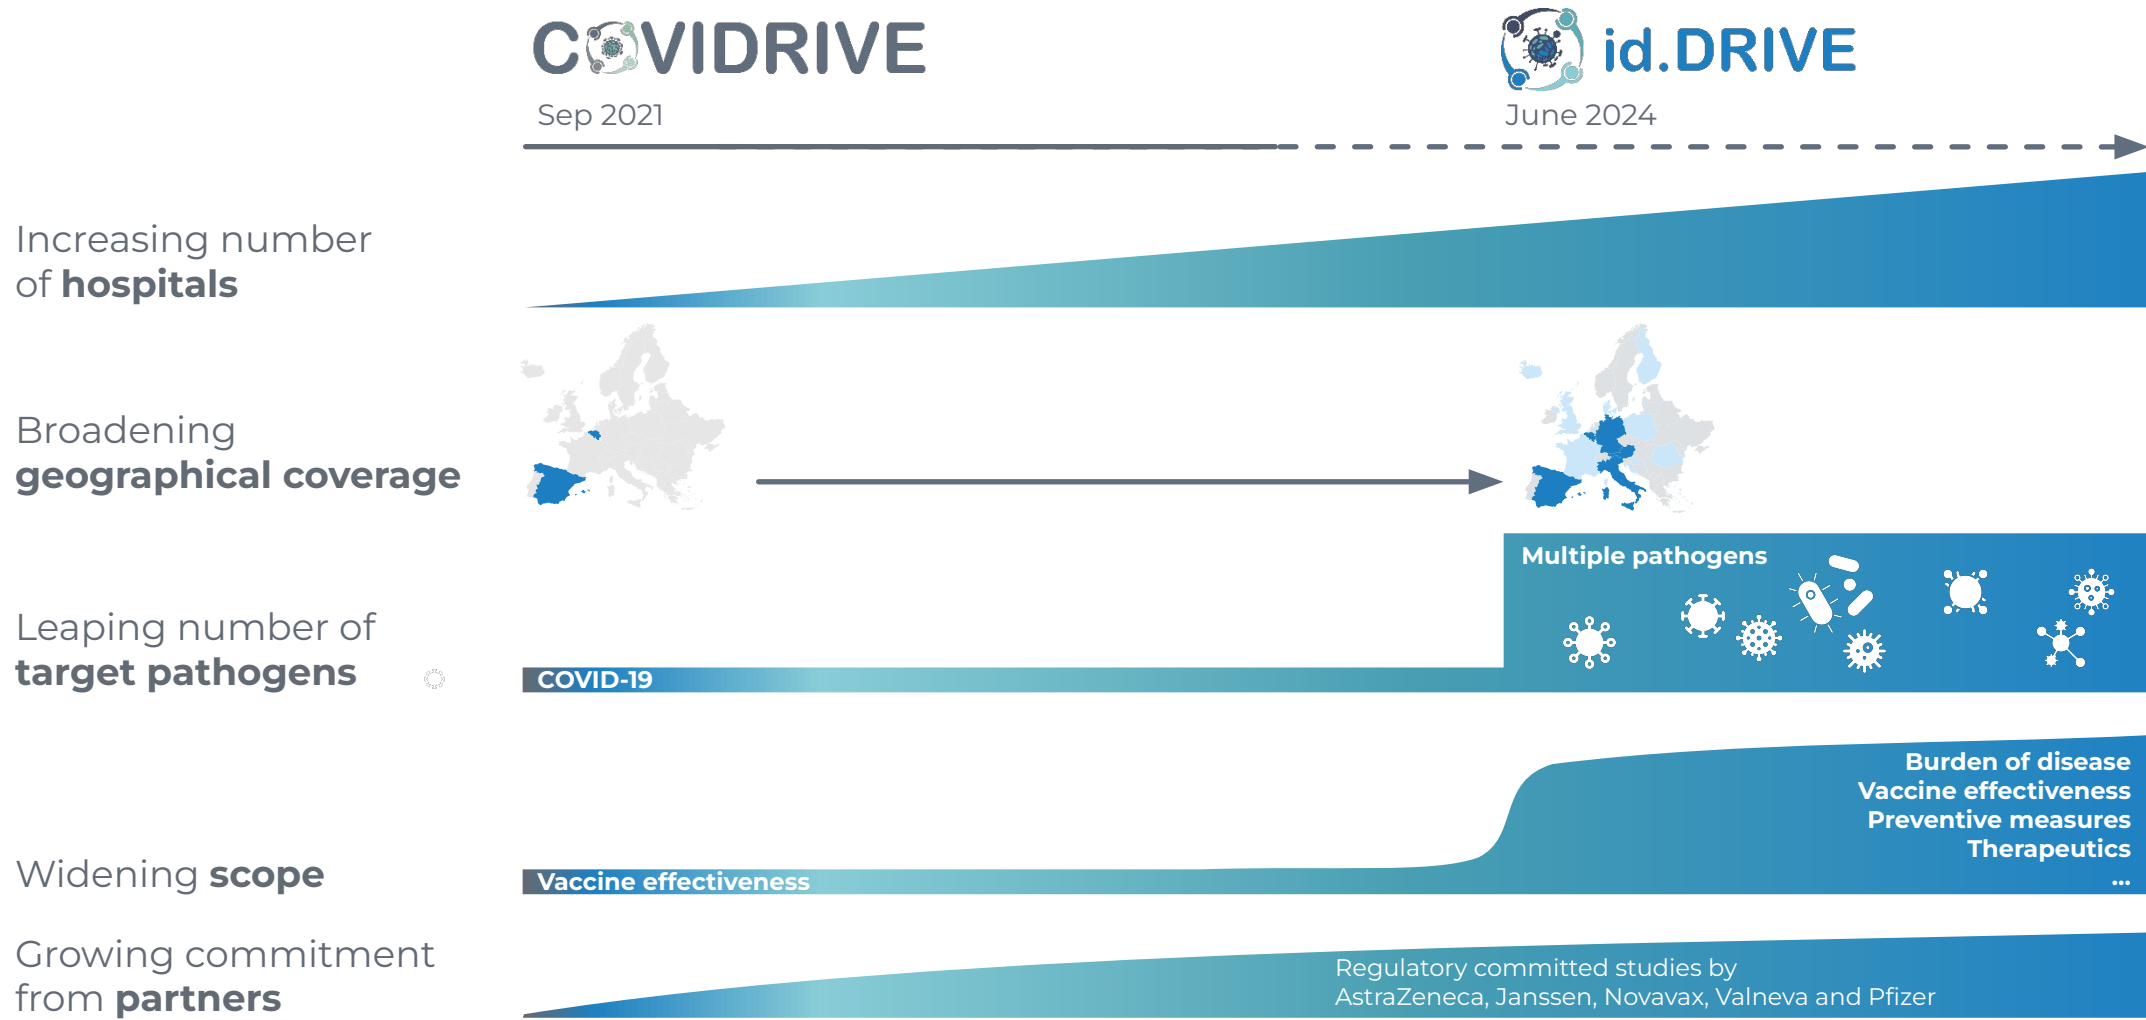 COVIDRIVE
id.DRIVE
Sep 2021
June 2024
Increasing number
of hospitals
Broadening
geographical coverage
Leaping number of
target pathogens
COVID-19
Multiple pathogens
Widening scope
Vaccine effectiveness
Burden of disease
Vaccine effectiveness
Preventive measures
Therapeutics
...
Growing commitment
from partners
Regulatory committed studies by
AstraZeneca, Janssen, Novavax, Valneva and Pfizer